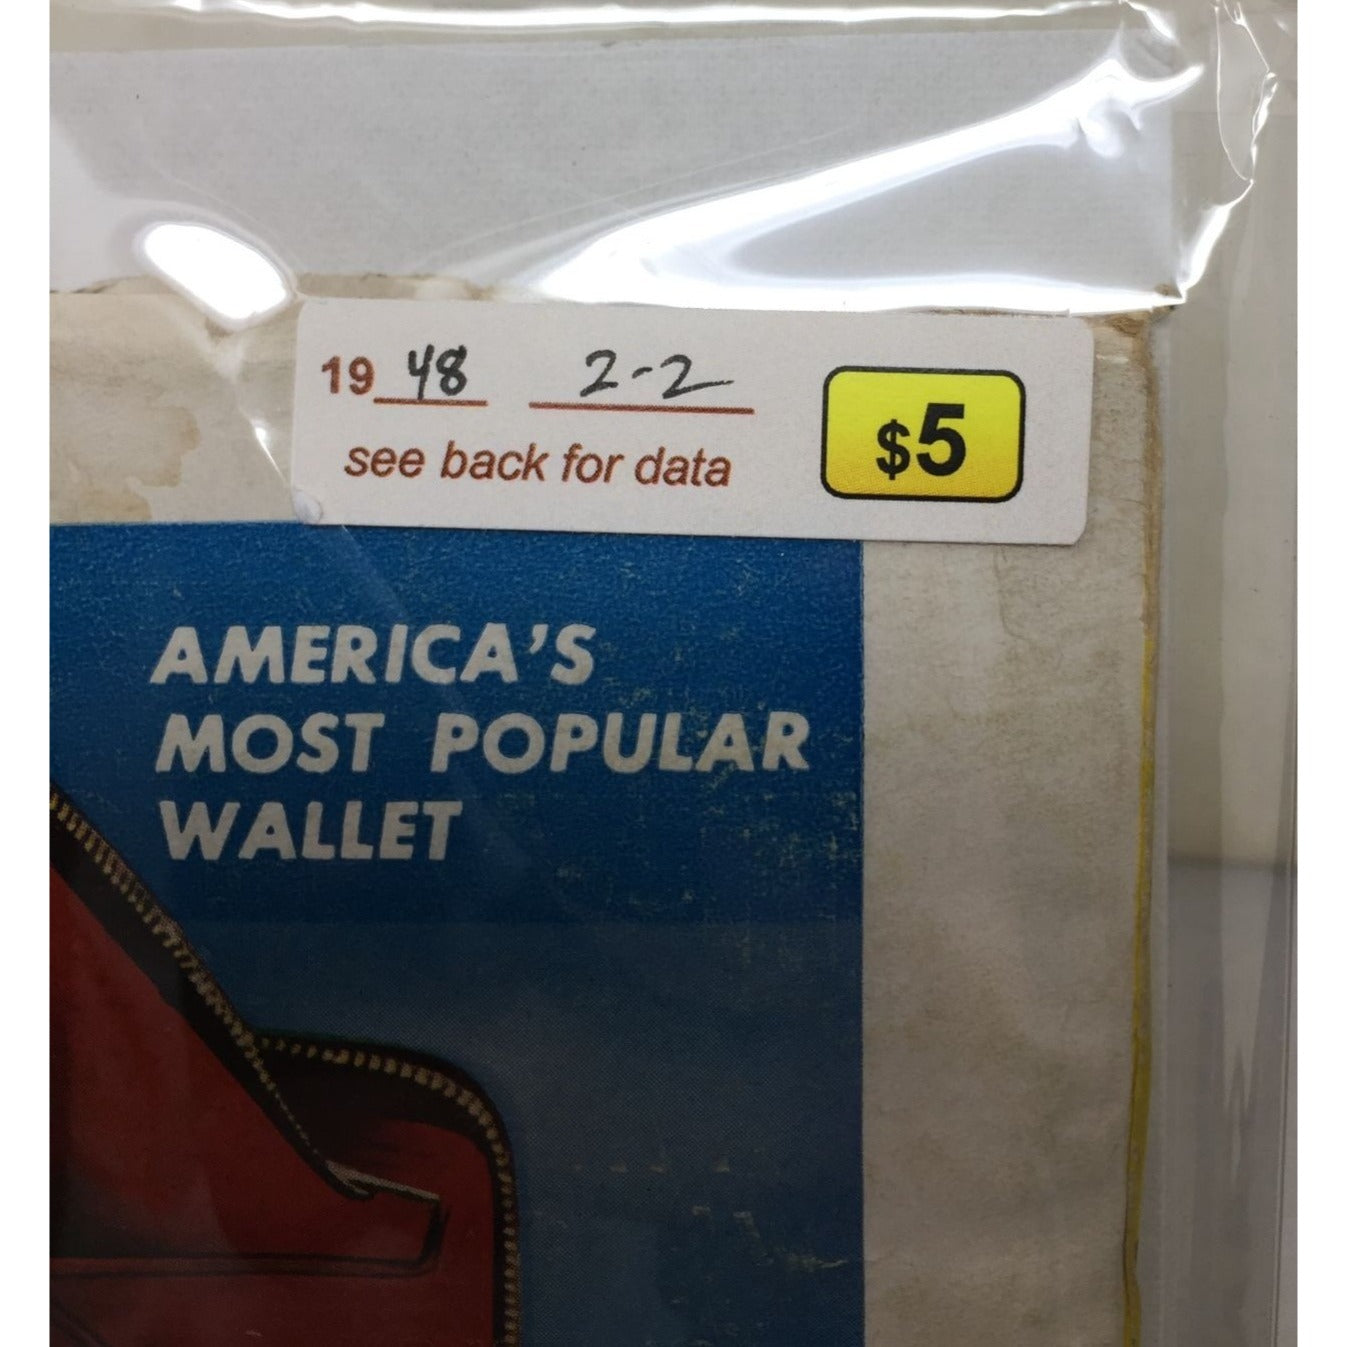 19 48 2-2
$5
see back for data
AMERICA'S
MOST POPULAR
WALLET